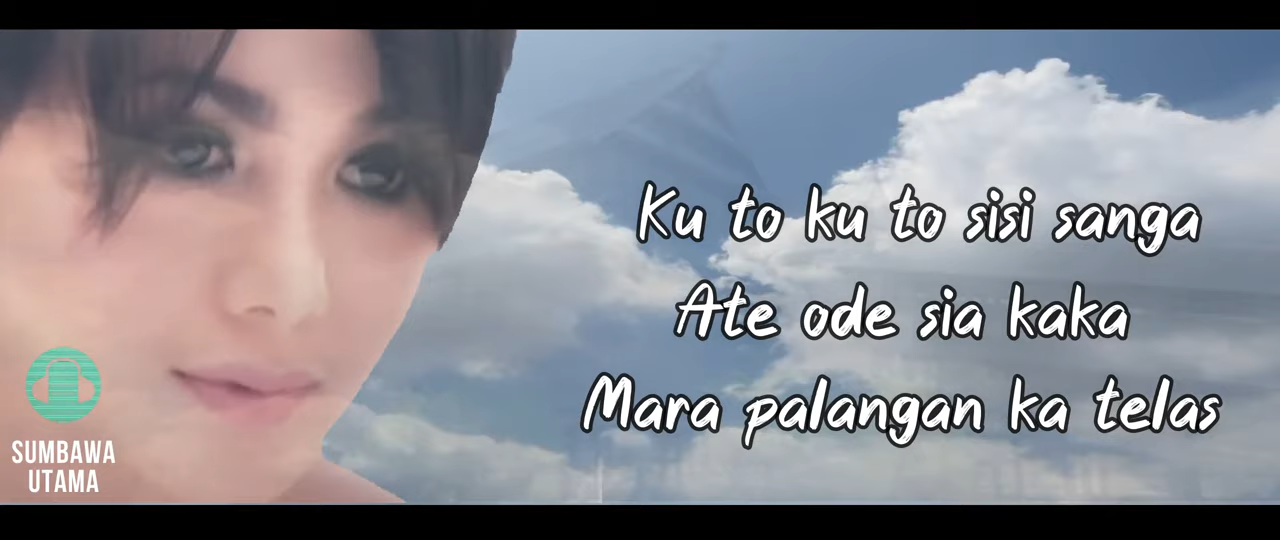 Ku to ku to sisi sanga
Ate ode sia kaka
Mara palangan ka telas
SUMBAWA
UTAMA